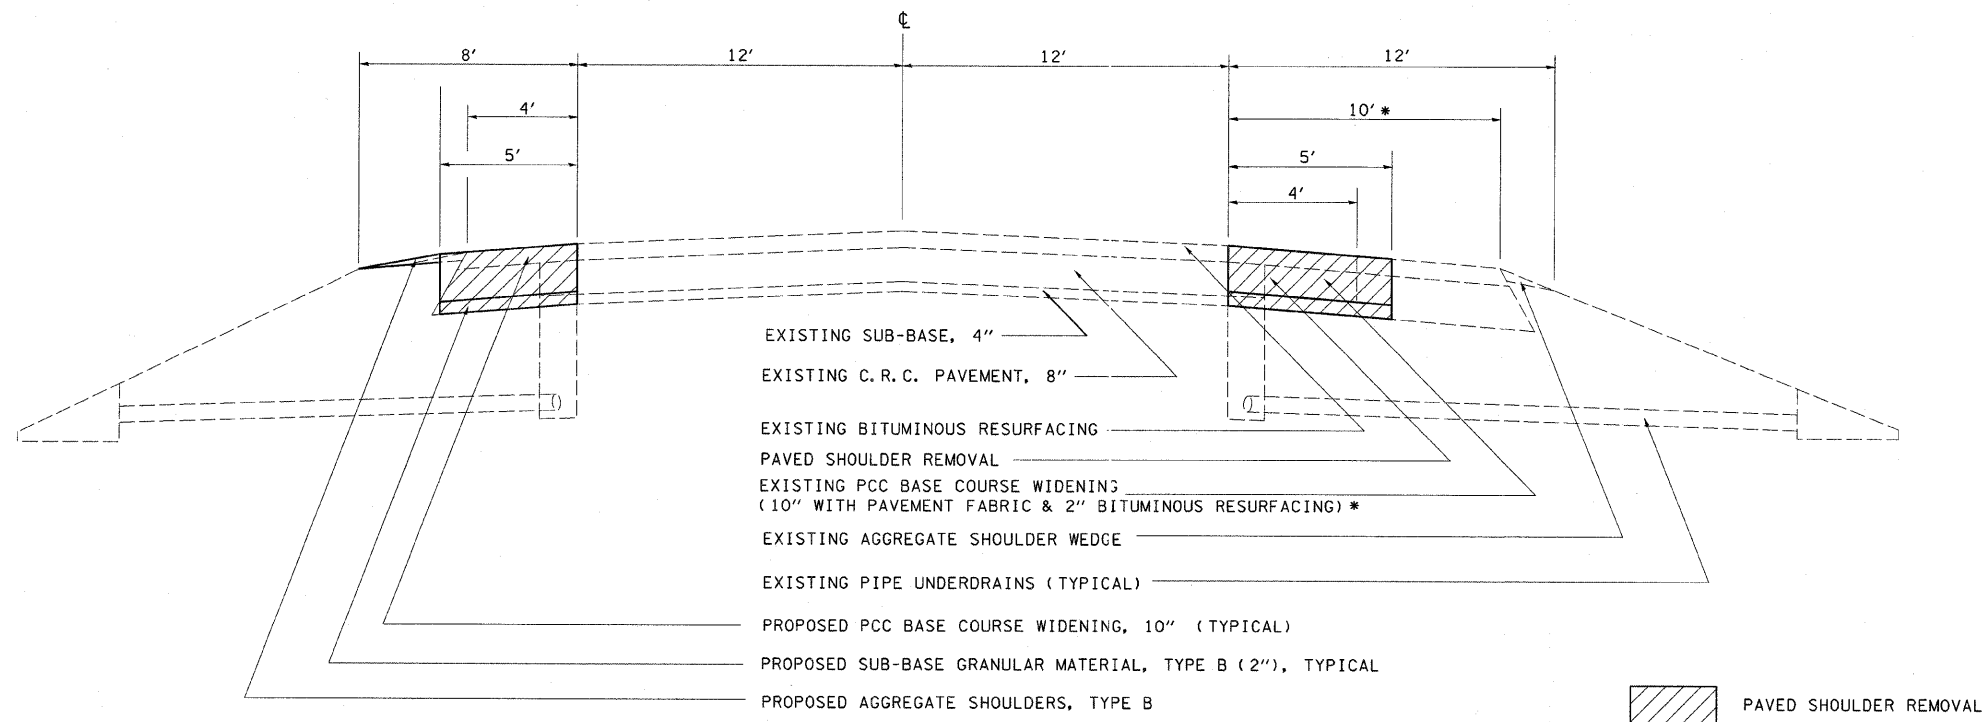 ℄
8' 12' 12' 12'
4' 10' *
5' 5'
4'
EXISTING SUB-BASE, 4"
EXISTING C.R.C. PAVEMENT, 8"
EXISTING BITUMINOUS RESURFACING
PAVED SHOULDER REMOVAL
EXISTING PCC BASE COURSE WIDENING
(10" WITH PAVEMENT FABRIC & 2" BITUMINOUS RESURFACING) *
EXISTING AGGREGATE SHOULDER WEDGE
EXISTING PIPE UNDERDRAINS (TYPICAL)
PROPOSED PCC BASE COURSE WIDENING, 10" (TYPICAL)
PROPOSED SUB-BASE GRANULAR MATERIAL, TYPE B (2"), TYPICAL
PROPOSED AGGREGATE SHOULDERS, TYPE B
PAVED SHOULDER REMOVAL